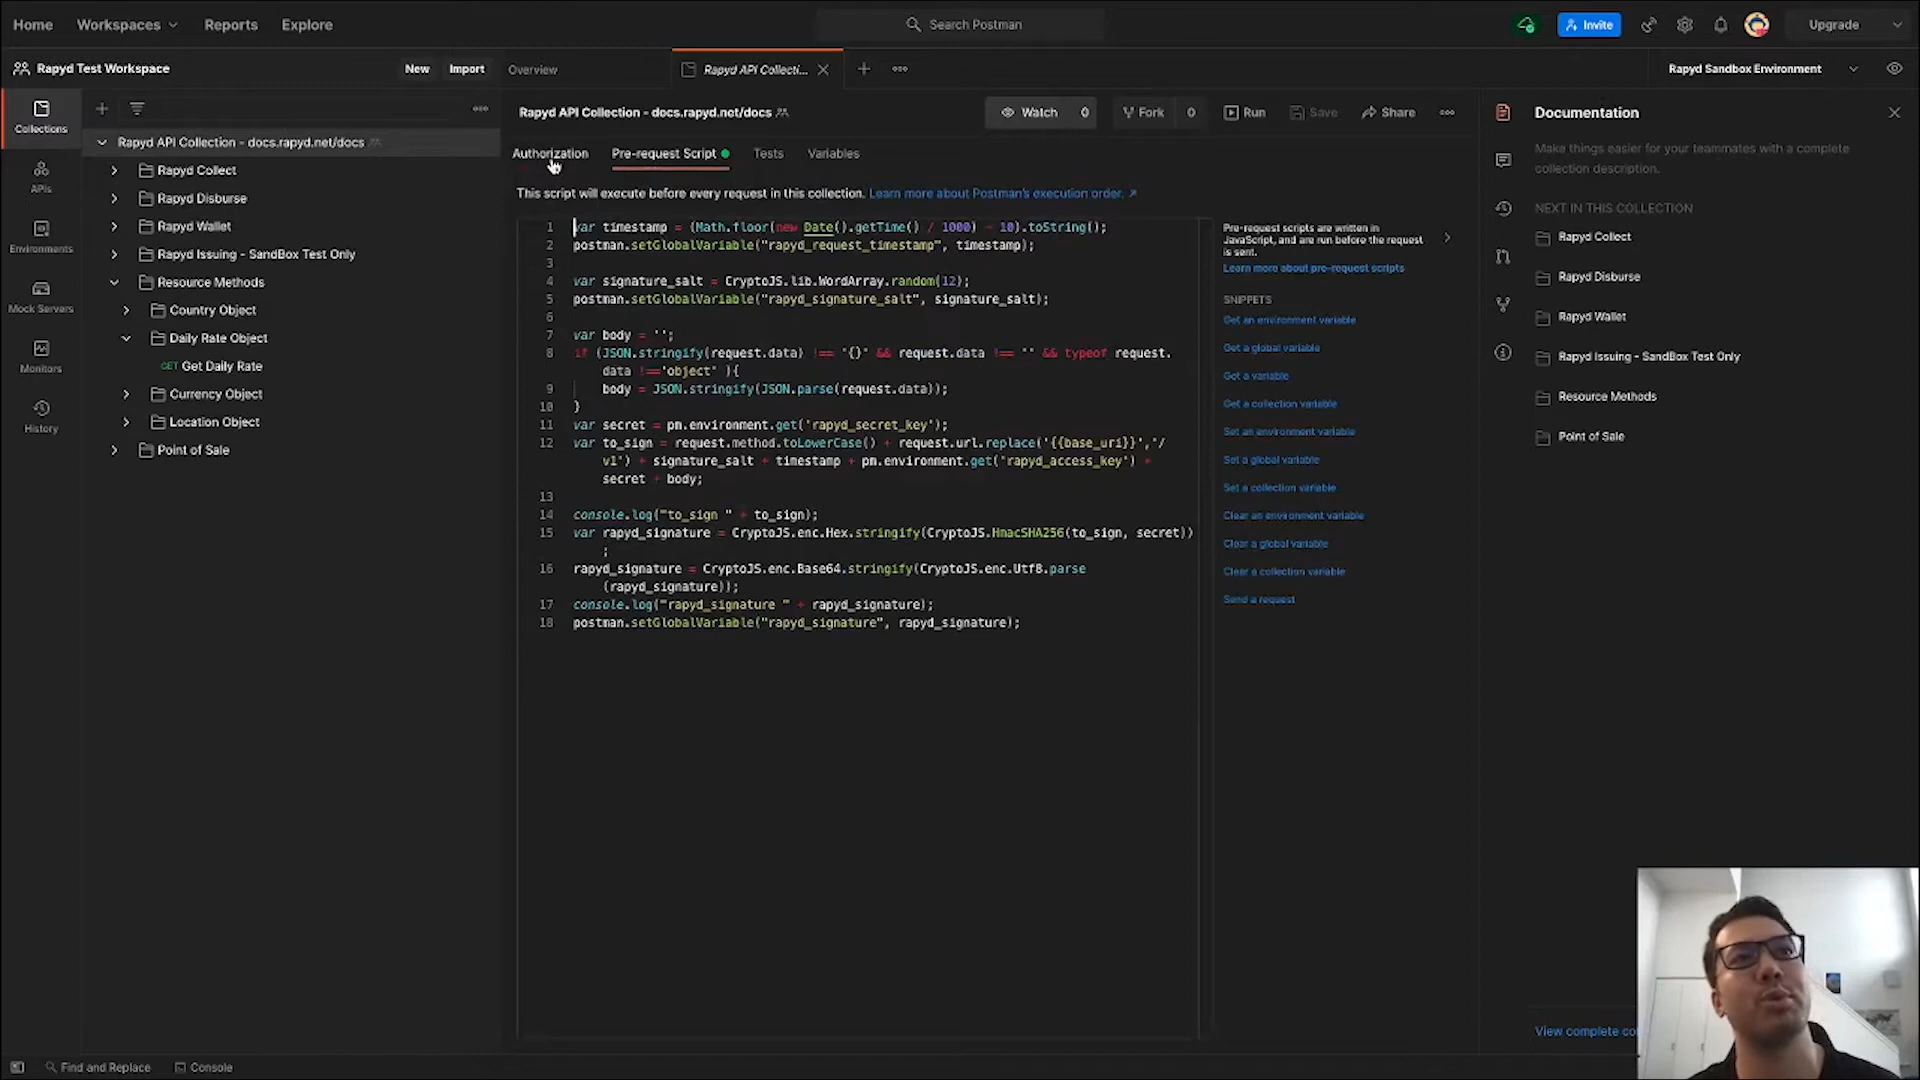 Home Workspaces Reports Explore Search Postman Invite Upgrade
Rapyd Test Workspace New Import Overview Rapyd API Collecti... Rapyd Sandbox Environment
Collections
APIs
Environments
Mock Servers
Monitors
History
Rapyd API Collection - docs.rapyd.net/docs
Rapyd Collect
Rapyd Disburse
Rapyd Wallet
Rapyd Issuing - SandBox Test Only
Resource Methods
Country Object
Daily Rate Object
GET Get Daily Rate
Currency Object
Location Object
Point of Sale
Rapyd API Collection - docs.rapyd.net/docs Watch 0 Fork 0 Run Save Share
Authorization Pre-request Script Tests Variables
This script will execute before every request in this collection. Learn more about Postman's execution order. ↗
1 var timestamp = (Math.floor(new Date().getTime() / 1000) - 10).toString();
2 postman.setGlobalVariable("rapyd_request_timestamp", timestamp);
3
4 var signature_salt = CryptoJS.lib.WordArray.random(12);
5 postman.setGlobalVariable("rapyd_signature_salt", signature_salt);
6
7 var body = '';
8 if (JSON.stringify(request.data) !== '{}' && request.data !== '' && typeof request.
data !=='object' ){
9 body = JSON.stringify(JSON.parse(request.data));
10 }
11 var secret = pm.environment.get('rapyd_secret_key');
12 var to_sign = request.method.toLowerCase() + request.url.replace('{{base_uri}}','/
v1') + signature_salt + timestamp + pm.environment.get('rapyd_access_key') +
secret + body;
13
14 console.log("to_sign " + to_sign);
15 var rapyd_signature = CryptoJS.enc.Hex.stringify(CryptoJS.HmacSHA256(to_sign, secret))
;
16 rapyd_signature = CryptoJS.enc.Base64.stringify(CryptoJS.enc.Utf8.parse
(rapyd_signature));
17 console.log("rapyd_signature " + rapyd_signature);
18 postman.setGlobalVariable("rapyd_signature", rapyd_signature);
Pre-request scripts are written in
JavaScript, and are run before the request
is sent.
Learn more about pre-request scripts
SNIPPETS
Get an environment variable
Get a global variable
Get a variable
Get a collection variable
Set an environment variable
Set a global variable
Set a collection variable
Clear an environment variable
Clear a global variable
Clear a collection variable
Send a request
Documentation
Make things easier for your teammates with a complete
collection description.
NEXT IN THIS COLLECTION
Rapyd Collect
Rapyd Disburse
Rapyd Wallet
Rapyd Issuing - SandBox Test Only
Resource Methods
Point of Sale
View complete co
Find and Replace Console